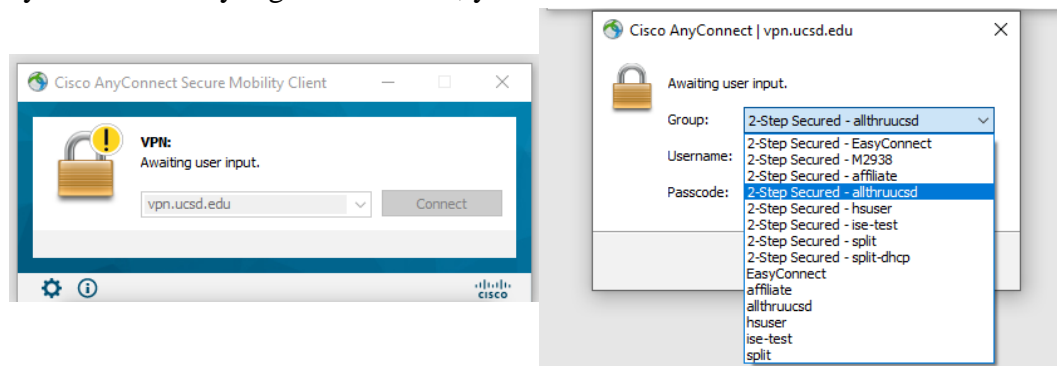 Cisco AnyConnect Secure Mobility Client
VPN:
Awaiting user input.
vpn.ucsd.edu
Connect
CISCO
Cisco AnyConnect | vpn.ucsd.edu
Awaiting user input.
Group:
2-Step Secured - allthruucsd
Username:
Passcode:
2-Step Secured - EasyConnect
2-Step Secured - M2938
2-Step Secured - affiliate
2-Step Secured - allthruucsd
2-Step Secured - hsuser
2-Step Secured - ise-test
2-Step Secured - split
2-Step Secured - split-dhcp
EasyConnect
affiliate
allthruucsd
hsuser
ise-test
split